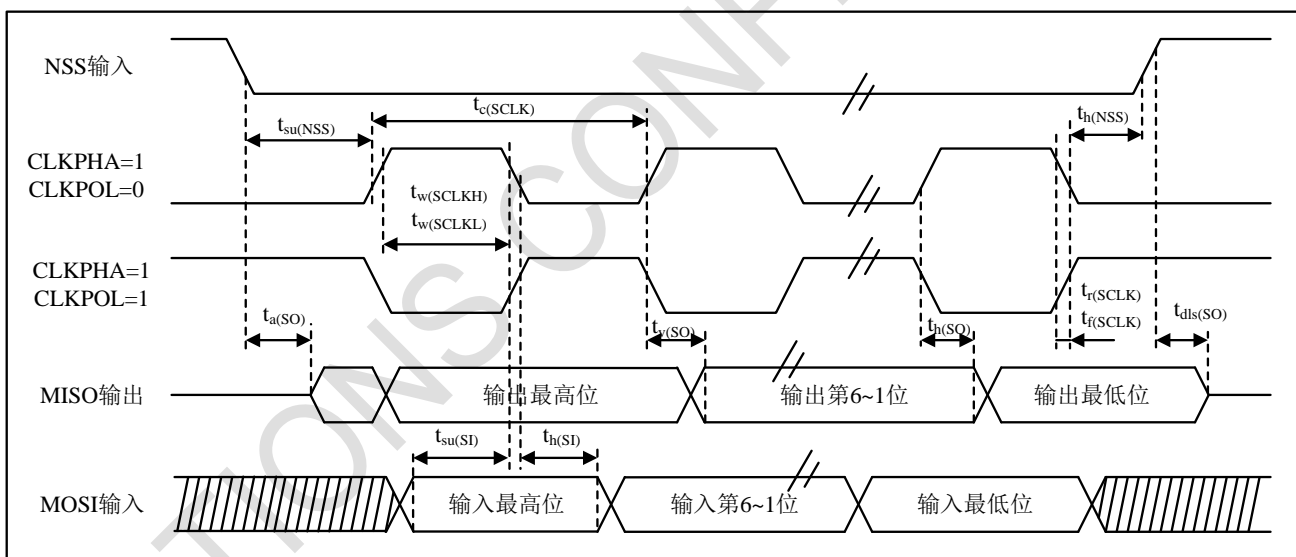 TIONS CONF
NSS输入
tc(SCLK)
tsu(NSS)
th(NSS)
CLKPHA=1
CLKPOL=0
tw(SCLKH)
tw(SCLKL)
CLKPHA=1
CLKPOL=1
ta(SO)
tv(SO)
th(SO)
tr(SCLK)
tf(SCLK)
tdls(SO)
MISO输出
输出最高位
输出第6~1位
输出最低位
tsu(SI)
th(SI)
MOSI输入
输入最高位
输入第6~1位
输入最低位